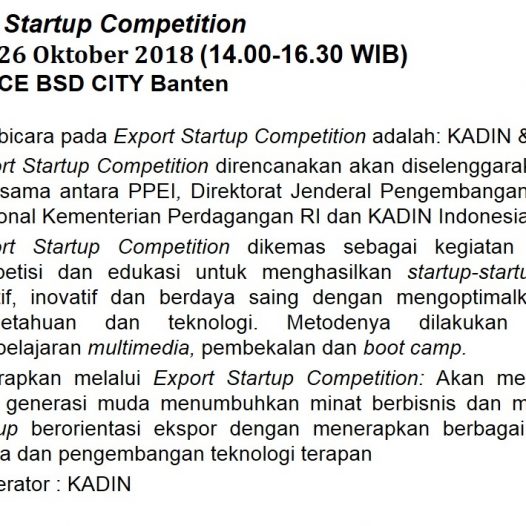 Startup Competition
26 Oktober 2018 (14.00-16.30 WIB)
CE BSD CITY Banten
bicara pada Export Startup Competition adalah: KADIN &
rt Startup Competition direncanakan akan diselenggarak
sama antara PPEI, Direktorat Jenderal Pengembangan
onal Kementerian Perdagangan RI dan KADIN Indonesia
ort Startup Competition dikemas sebagai kegiatan
petisi dan edukasi untuk menghasilkan startup-startu
tif, inovatif dan berdaya saing dengan mengoptimalk
etahuan dan teknologi. Metodenya dilakukan
belajaran multimedia, pembekalan dan boot camp.
rapkan melalui Export Startup Competition: Akan me
generasi muda menumbuhkan minat berbisnis dan m
up berorientasi ekspor dengan menerapkan berbagai
a dan pengembangan teknologi terapan
erator : KADIN